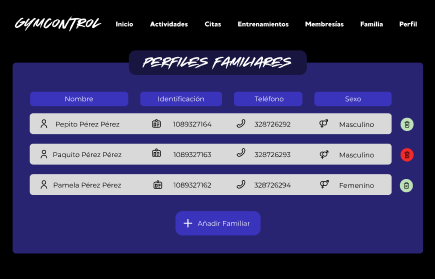 GYMCONTROL Inicio Actividades Citas Entrenamientos Membresías Familia Perfil
PERFILES FAMILIARES
Nombre Identificación Teléfono Sexo
Pepito Pérez Pérez 1089327164 328726292 Masculino
Paquito Pérez Pérez 1089327163 328726293 Masculino
Pamela Pérez Pérez 1089327162 328726294 Femenino
Añadir Familiar